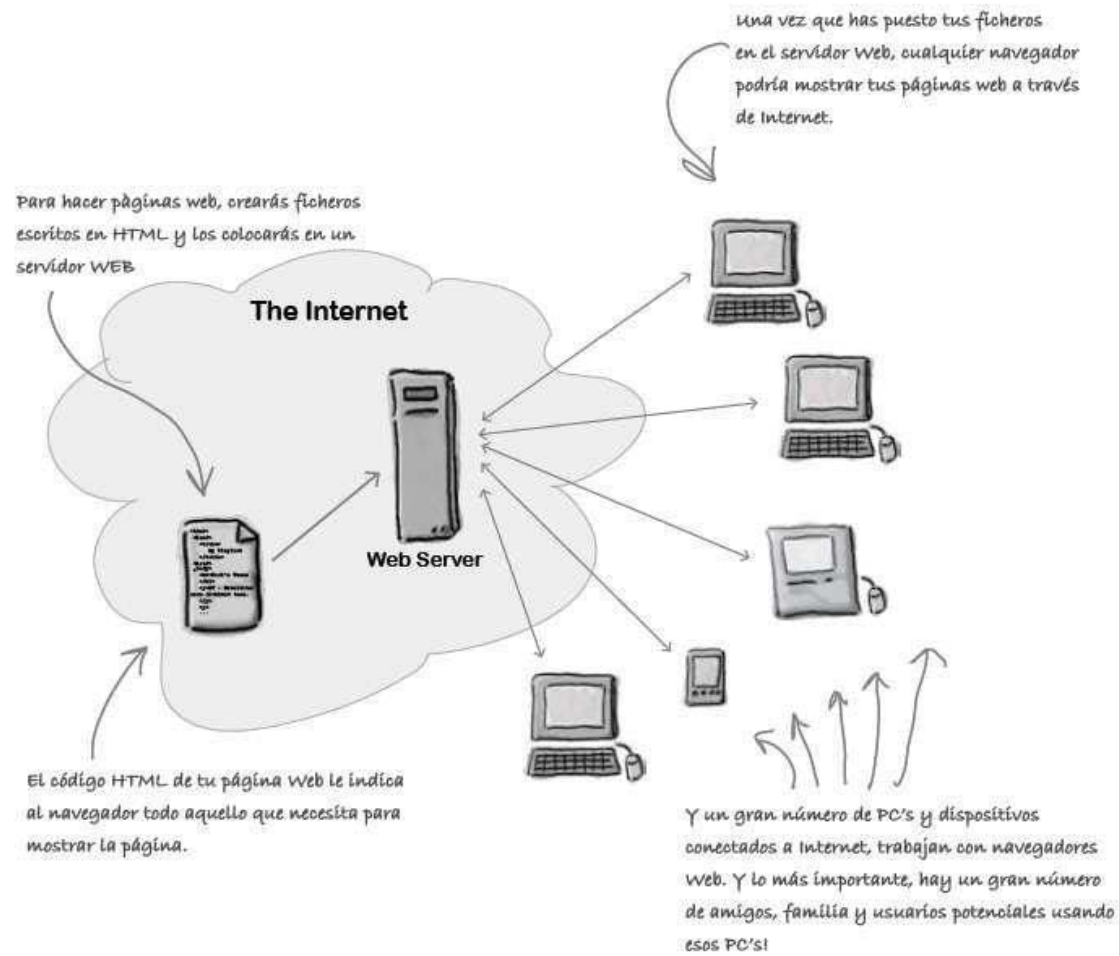 Una vez que has puesto tus ficheros
en el servidor Web, cualquier navegador
podría mostrar tus páginas web a través
de Internet.
Para hacer pàginas web, crearás ficheros
escritos en HTML y los colocarás en un
servidor WEB
The Internet
Web Server
El código HTML de tu página Web le indica
al navegador todo aquello que necesita para
mostrar la página.
Y un gran número de PC's y dispositivos
conectados a Internet, trabajan con navegadores
Web. Y lo más importante, hay un gran número
de amigos, familia y usuarios potenciales usando
esos PC's!